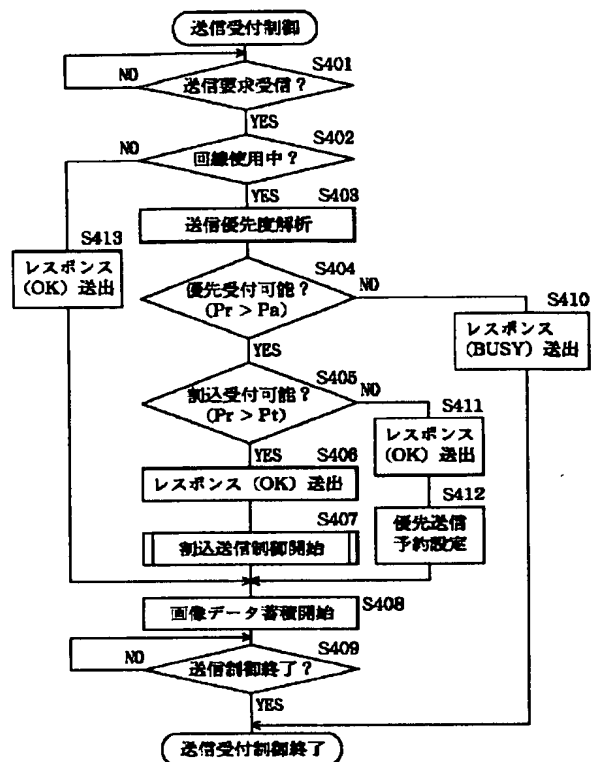 送信受付制御
S401
NO
送信要求受信？
YES
S402
NO
回線使用中？
YES
S403
送信優先度解析
S413
レスポンス
(OK) 送出
S404
NO
優先受付可能？
(Pr > Pa)
S410
レスポンス
(BUSY) 送出
YES
S405
NO
割込受付可能？
(Pr > Pt)
S411
レスポンス
(OK) 送出
YES
S406
レスポンス (OK) 送出
S412
優先送信
予約設定
S407
割込送信制御開始
画像データ蓄積開始
S408
S409
NO
送信制御終了？
YES
送信受付制御終了